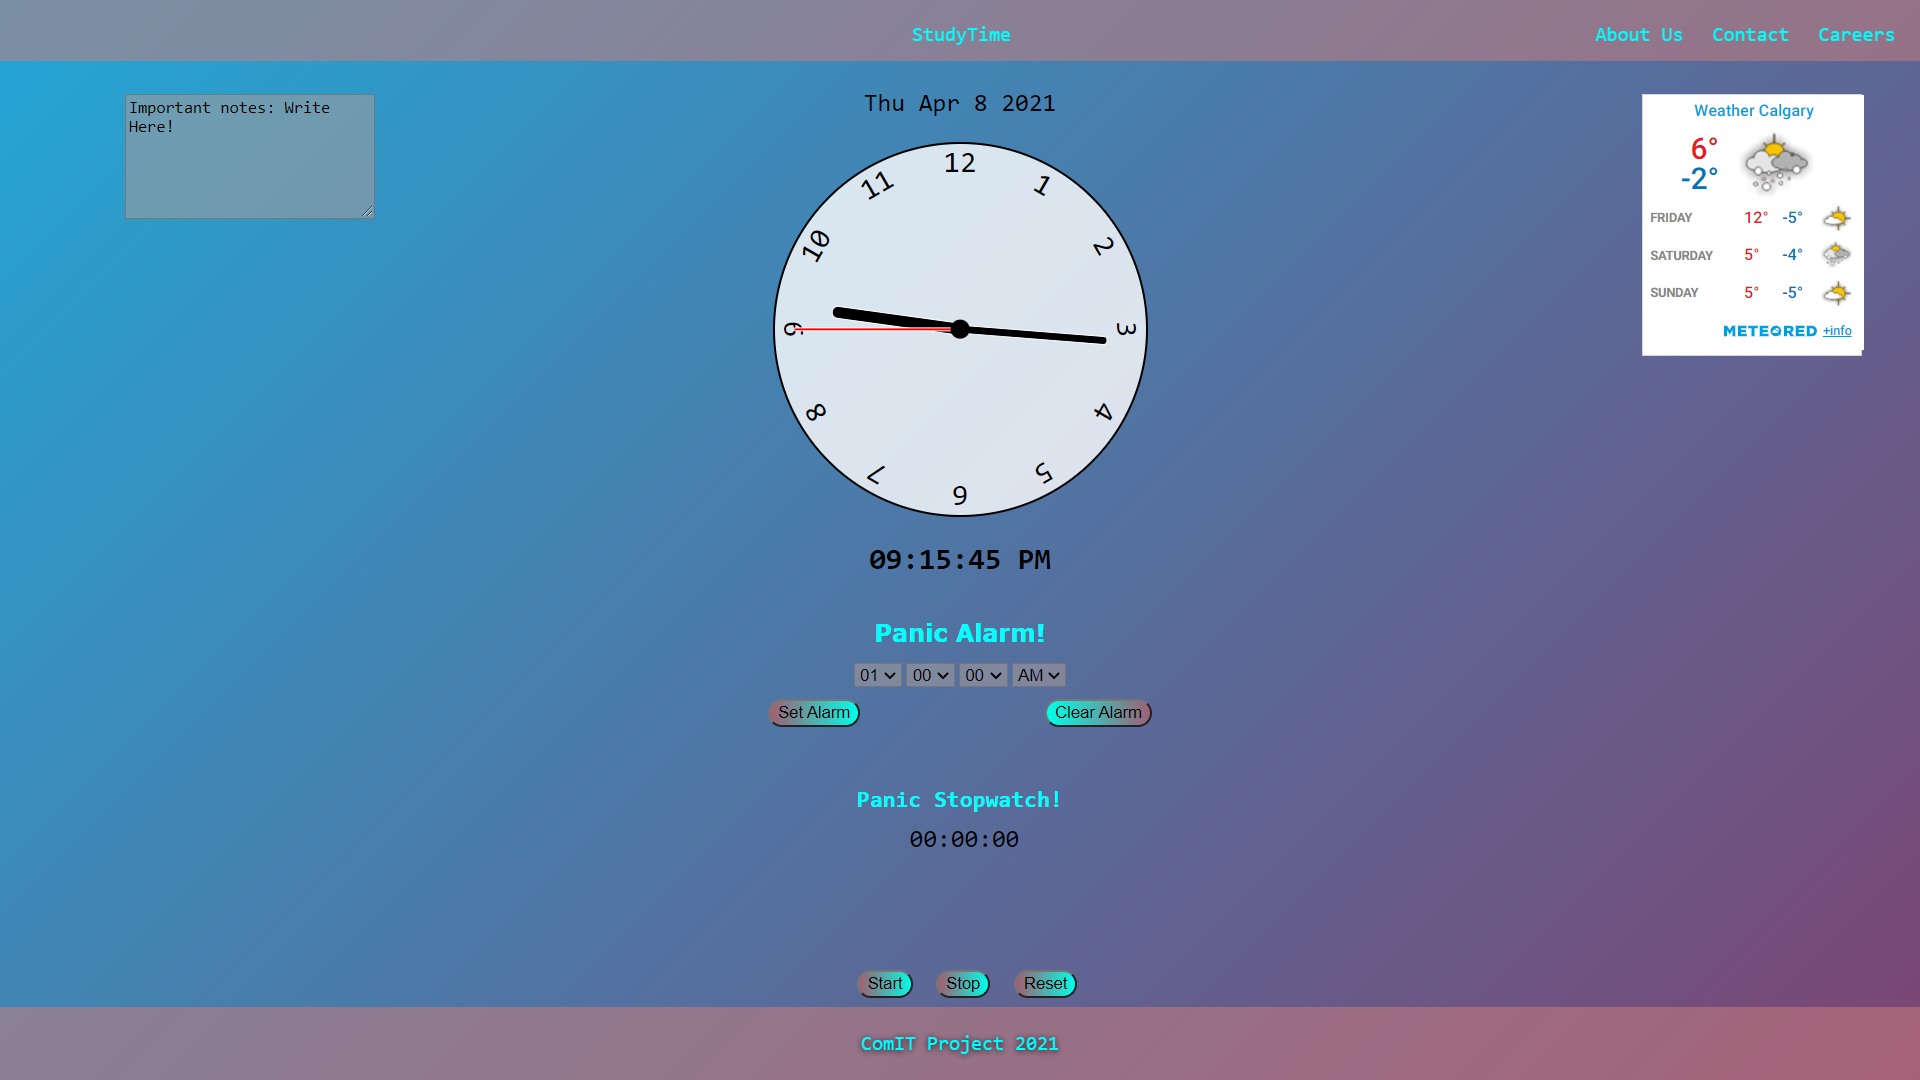 StudyTime
About Us Contact Careers
Important notes: Write
Here!
Thu Apr 8 2021
12
1
2
3
4
5
6
7
8
9
10
11
09:15:45 PM
Panic Alarm!
01 00 00 AM
Set Alarm Clear Alarm
Panic Stopwatch!
00:00:00
Start Stop Reset
Weather Calgary
6°
-2°
FRIDAY 12° -5°
SATURDAY 5° -4°
SUNDAY 5° -5°
METEORED +info
ComIT Project 2021